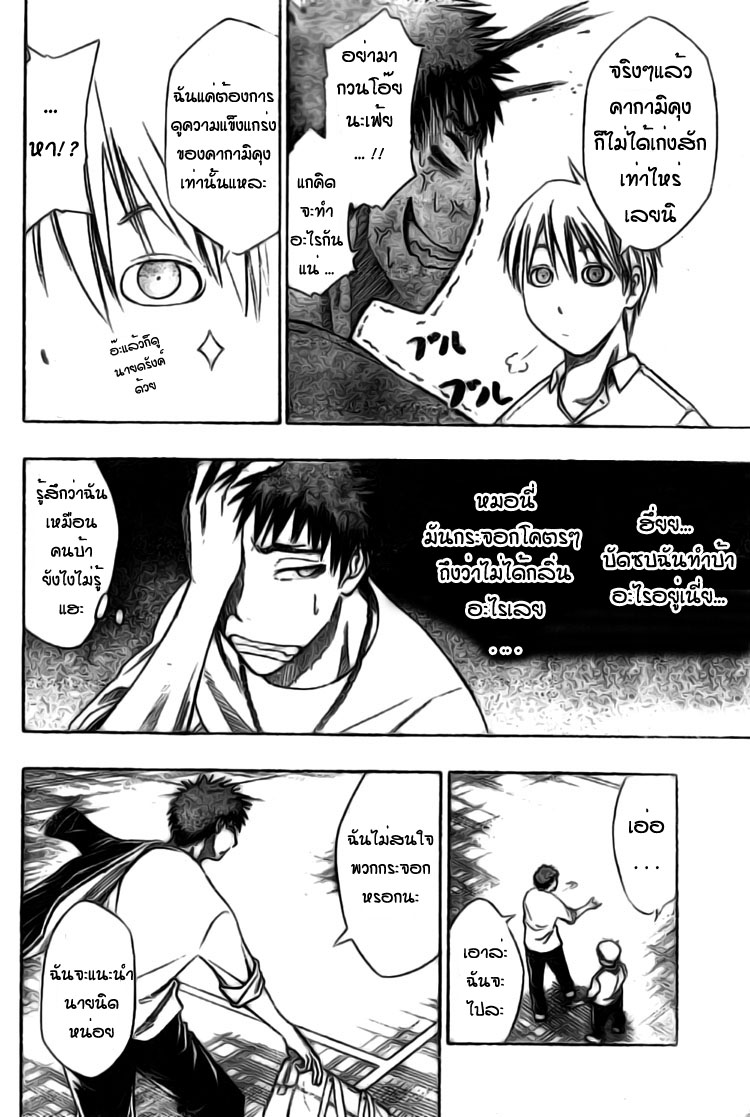 จริงๆแล้ว
คากามิคุง
ก็ไม่ได้เก่งสัก
เท่าไหร่
เลยนิ
อย่ามา
กวนโอ๊ย
นะเฟ้ย
... !!
แกคิด
จะทำ
อะไรกัน
แน่ ...
ブル
ブル
ฉันแค่ต้องการ
ดูความแข็งแกร่ง
ของคากามิคุง
เท่านั้นแหละ
...
หา!?
อ๊ะแล้วก็ดู
นายดริงค์
ด้วย
ฮึ่ยย...
บัดซปฉันทำบ้า
อะไรอยู่เนี่ย...
หมอนี่
มันกระจอกโคตรๆ
ถึงว่าไม่ได้กลิ่น
อะไรเลย
....
รู้สึกว่าฉัน
เหมือน
คนบ้า
ยังไงไม่รู้
แฮะ
เอ่อ
...
เอาล่ะ
ฉันจะ
ไปละ
ฉันไม่สนใจ
พวกกระจอก
หรอกนะ
ฉันจะแนะนำ
นายนิด
หน่อย